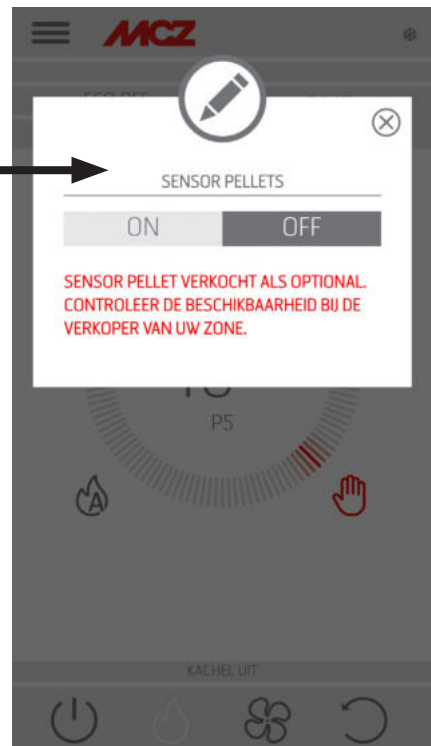 MCZ
SENSOR PELLETS
ON OFF
SENSOR PELLET VERKOCHT ALS OPTIONAL.
CONTROLEER DE BESCHIKBAARHEID BIJ DE
VERKOPER VAN UW ZONE.
P5
A
KACHEL UIT